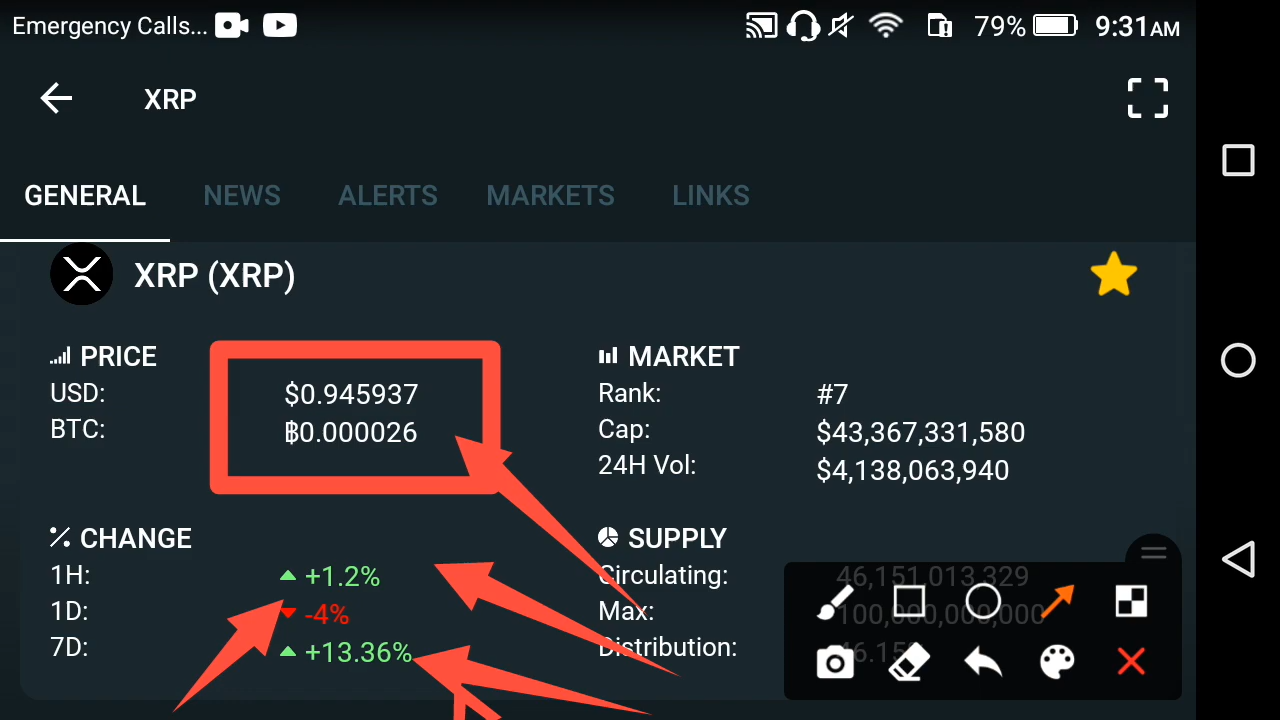 Emergency Calls... 79% 9:31AM
XRP
GENERAL NEWS ALERTS MARKETS LINKS
XRP (XRP)
PRICE
USD: $0.945937
BTC: ฿0.000026
MARKET
Rank: #7
Cap: $43,367,331,580
24H Vol: $4,138,063,940
CHANGE
1H: +1.2%
1D: -4%
7D: +13.36%
SUPPLY
Circulating: 46,151,013,329
Max: 100,000,000,000
Distribution: